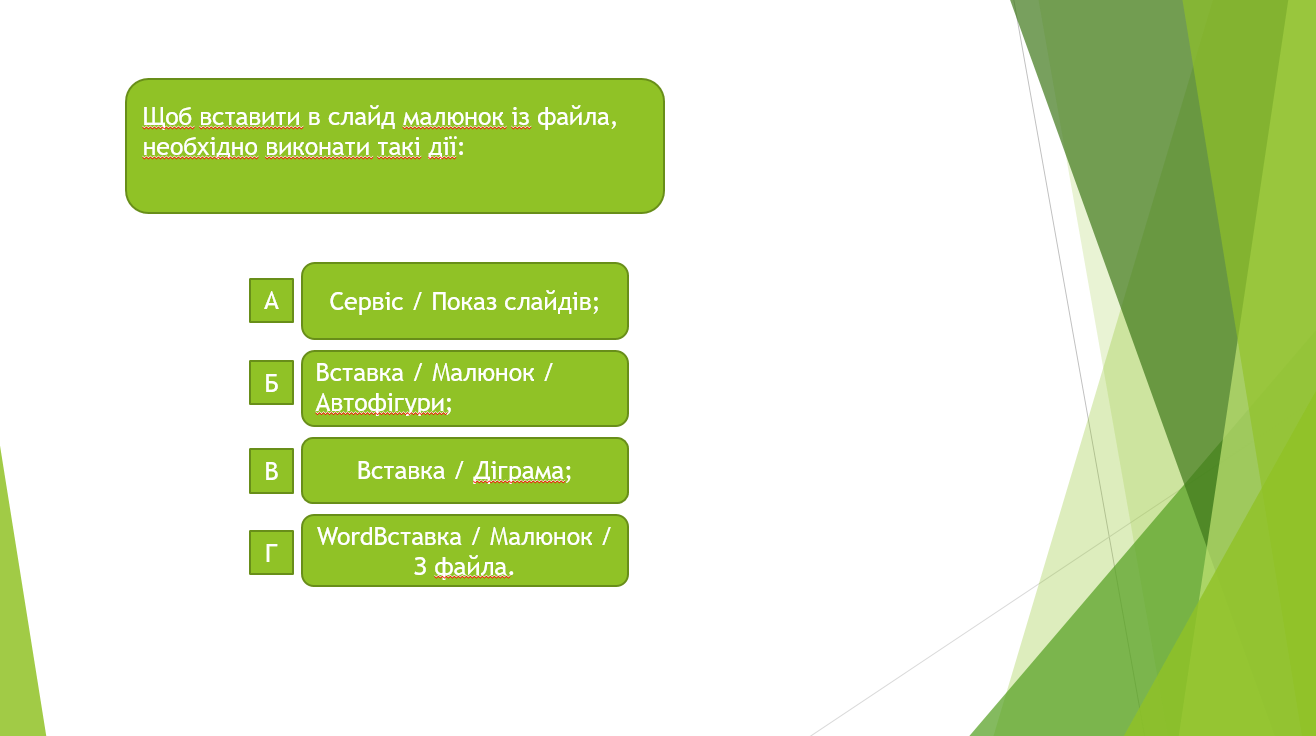 Щоб вставити в слайд малюнок із файла,
необхідно виконати такі дії:
А
Сервіс / Показ слайдів;
Б
Вставка / Малюнок /
Автофігури;
В
Вставка / Діграма;
Г
WordВставка / Малюнок /
З файла.